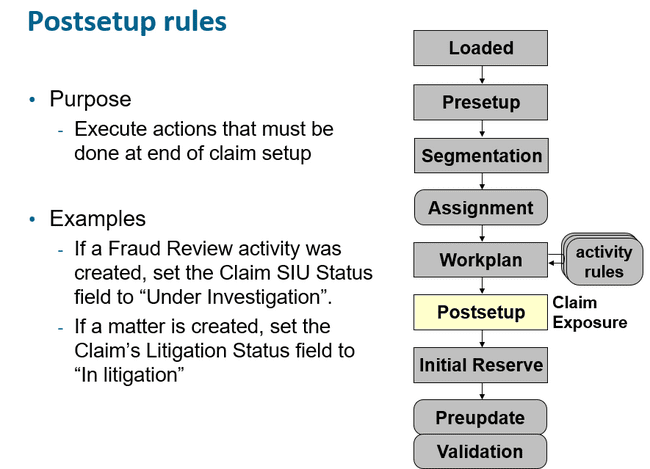 Postsetup rules
• Purpose
- Execute actions that must be
done at end of claim setup
• Examples
- If a Fraud Review activity was
created, set the Claim SIU Status
field to “Under Investigation”.
- If a matter is created, set the
Claim’s Litigation Status field to
“In litigation”
Loaded
Presetup
Segmentation
Assignment
Workplan
activity
rules
Postsetup
Claim
Exposure
Initial Reserve
Preupdate
Validation